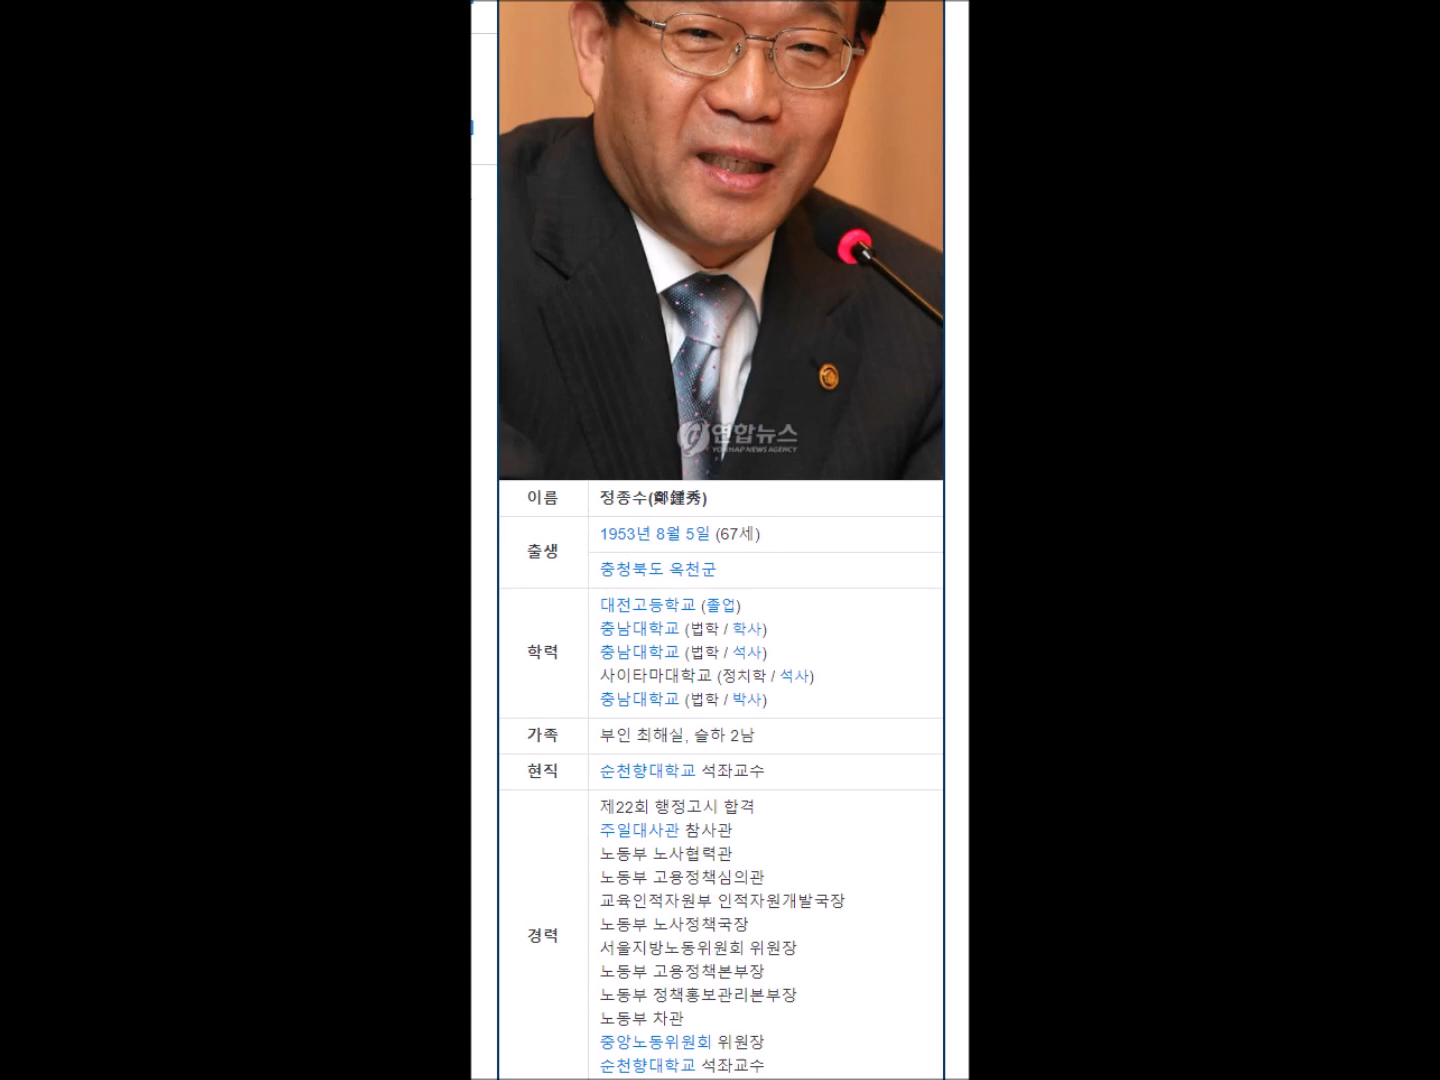 연합뉴스
YONHAP NEWS AGENCY
이름 정종수(鄭鍾秀)
출생 1953년 8월 5일 (67세)
충청북도 옥천군
학력 대전고등학교 (졸업)
충남대학교 (법학 / 학사)
충남대학교 (법학 / 석사)
사이타마대학교 (정치학 / 석사)
충남대학교 (법학 / 박사)
가족 부인 최해실, 슬하 2남
현직 순천향대학교 석좌교수
경력 제22회 행정고시 합격
주일대사관 참사관
노동부 노사협력관
노동부 고용정책심의관
교육인적자원부 인적자원개발국장
노동부 노사정책국장
서울지방노동위원회 위원장
노동부 고용정책본부장
노동부 정책홍보관리본부장
노동부 차관
중앙노동위원회 위원장
순천향대학교 석좌교수